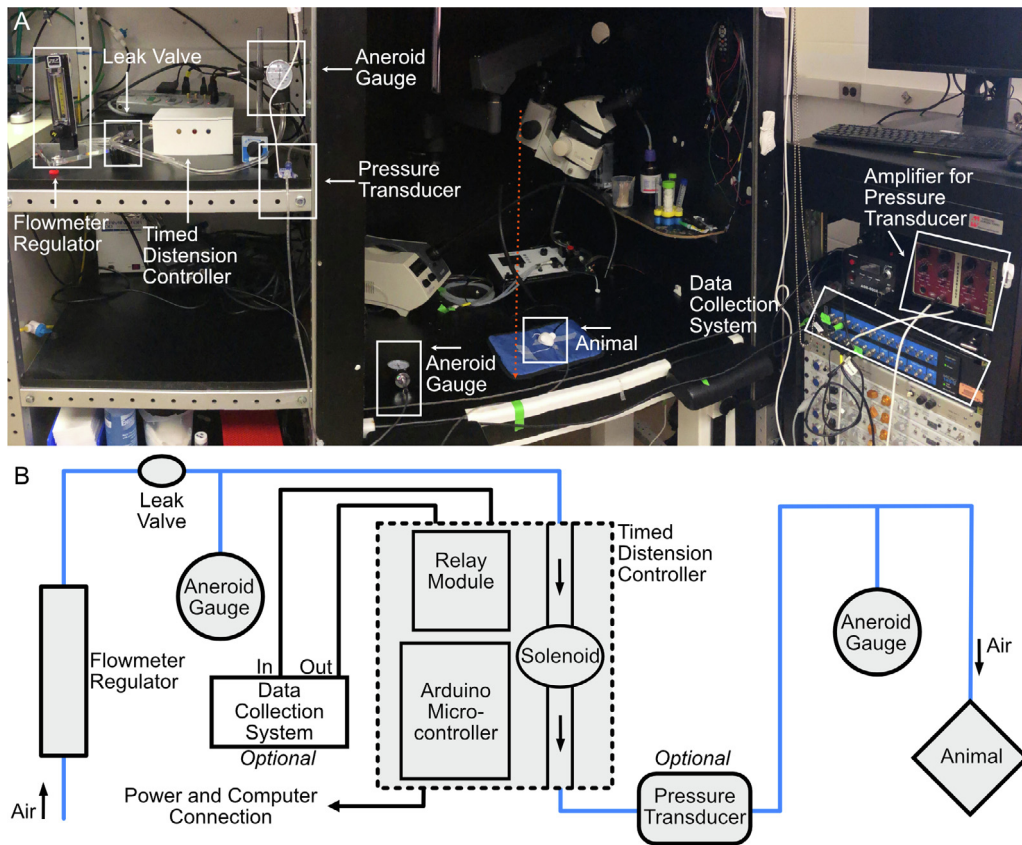 A
Leak Valve
Aneroid
Gauge
Pressure
Transducer
Flowmeter
Regulator
Timed
Distension
Controller
Amplifier for
Pressure
Transducer
Data
Collection
System
Animal
Aneroid
Gauge
B
Leak
Valve
Aneroid
Gauge
Flowmeter
Regulator
Air
In Out
Data
Collection
System
Optional
Relay
Module
Arduino
Micro-
controller
Solenoid
Timed
Distension
Controller
Power and Computer
Connection
Optional
Pressure
Transducer
Aneroid
Gauge
Air
Animal